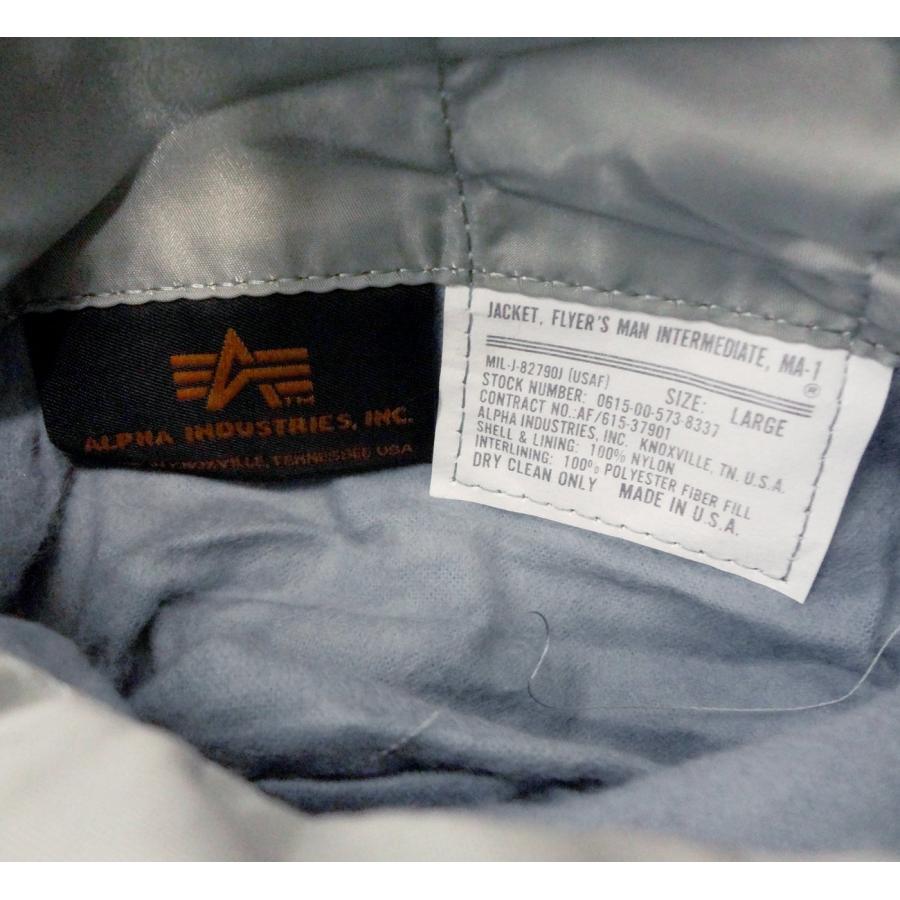 TM
ALPHA INDUSTRIES, INC.
KNOXVILLE, TENNESSEE USA
JACKET, FLYER'S MAN INTERMEDIATE, MA-1
®
MIL-J-82790J (USAF) SIZE: LARGE
STOCK NUMBER: 0615-00-573-8337
CONTRACT NO.:AF/615-37901
ALPHA INDUSTRIES, INC. KNOXVILLE, TN. U.S.A.
SHELL & LINING: 100% NYLON
INTERLINING: 100% POLYESTER FIBER FILL
DRY CLEAN ONLY MADE IN U.S.A.